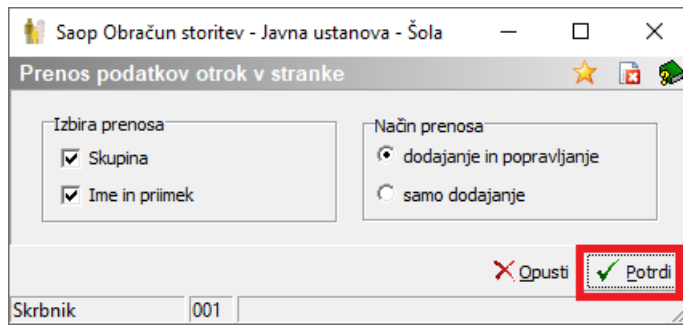 Saop Obračun storitev - Javna ustanova - Šola
Prenos podatkov otrok v stranke
Izbira prenosa
Skupina
Ime in priimek
Način prenosa
dodajanje in popravljanje
samo dodajanje
Opusti
Potrdi
Skrbnik 001